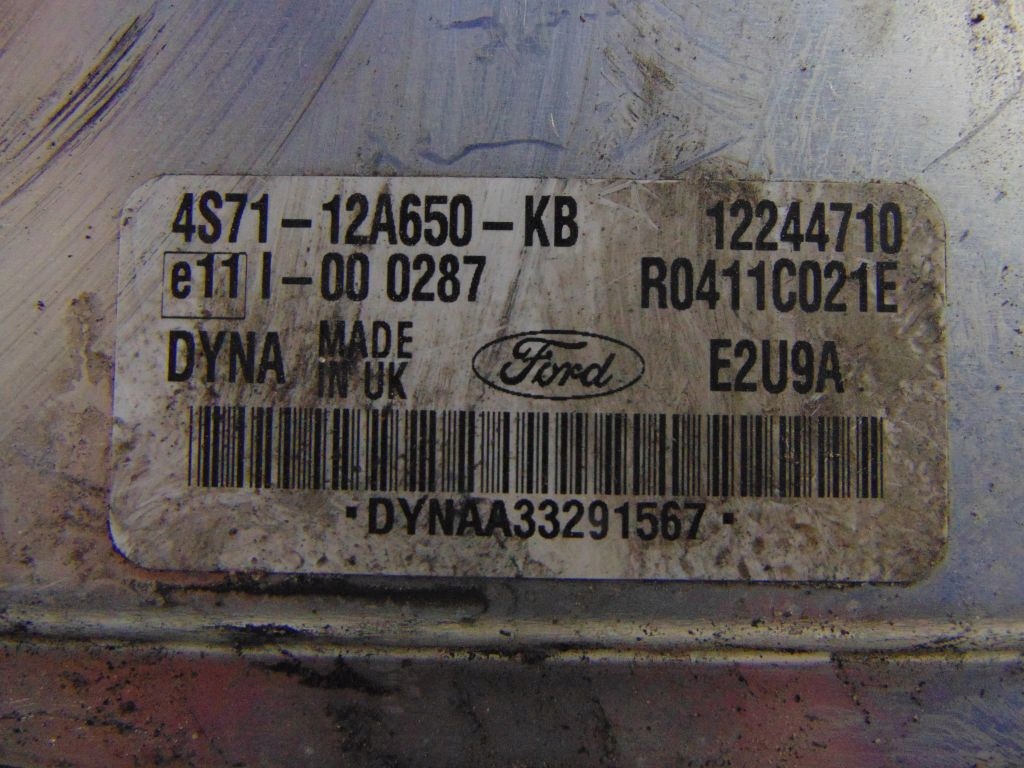 4S71-12A650-KB 12244710
e11 I-00 0287 R0411C021E
DYNA MADE IN UK Ford E2U9A
·DYNAA33291567·